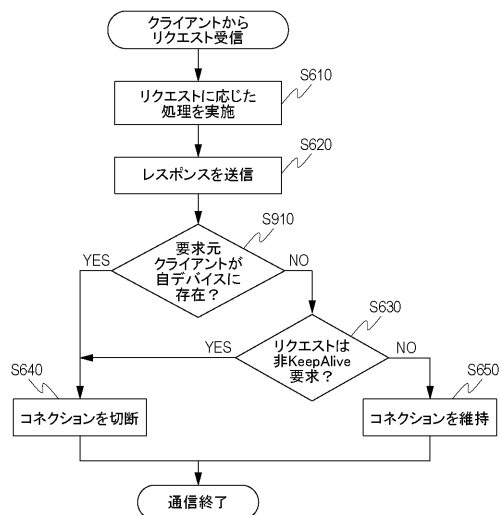 クライアントから
リクエスト受信
S610
リクエストに応じた
処理を実施
S620
レスポンスを送信
S910
要求元
クライアントが
自デバイスに
存在？
YES
NO
S630
リクエストは
非KeepAlive
要求？
YES
NO
S640
コネクションを切断
S650
コネクションを維持
通信終了